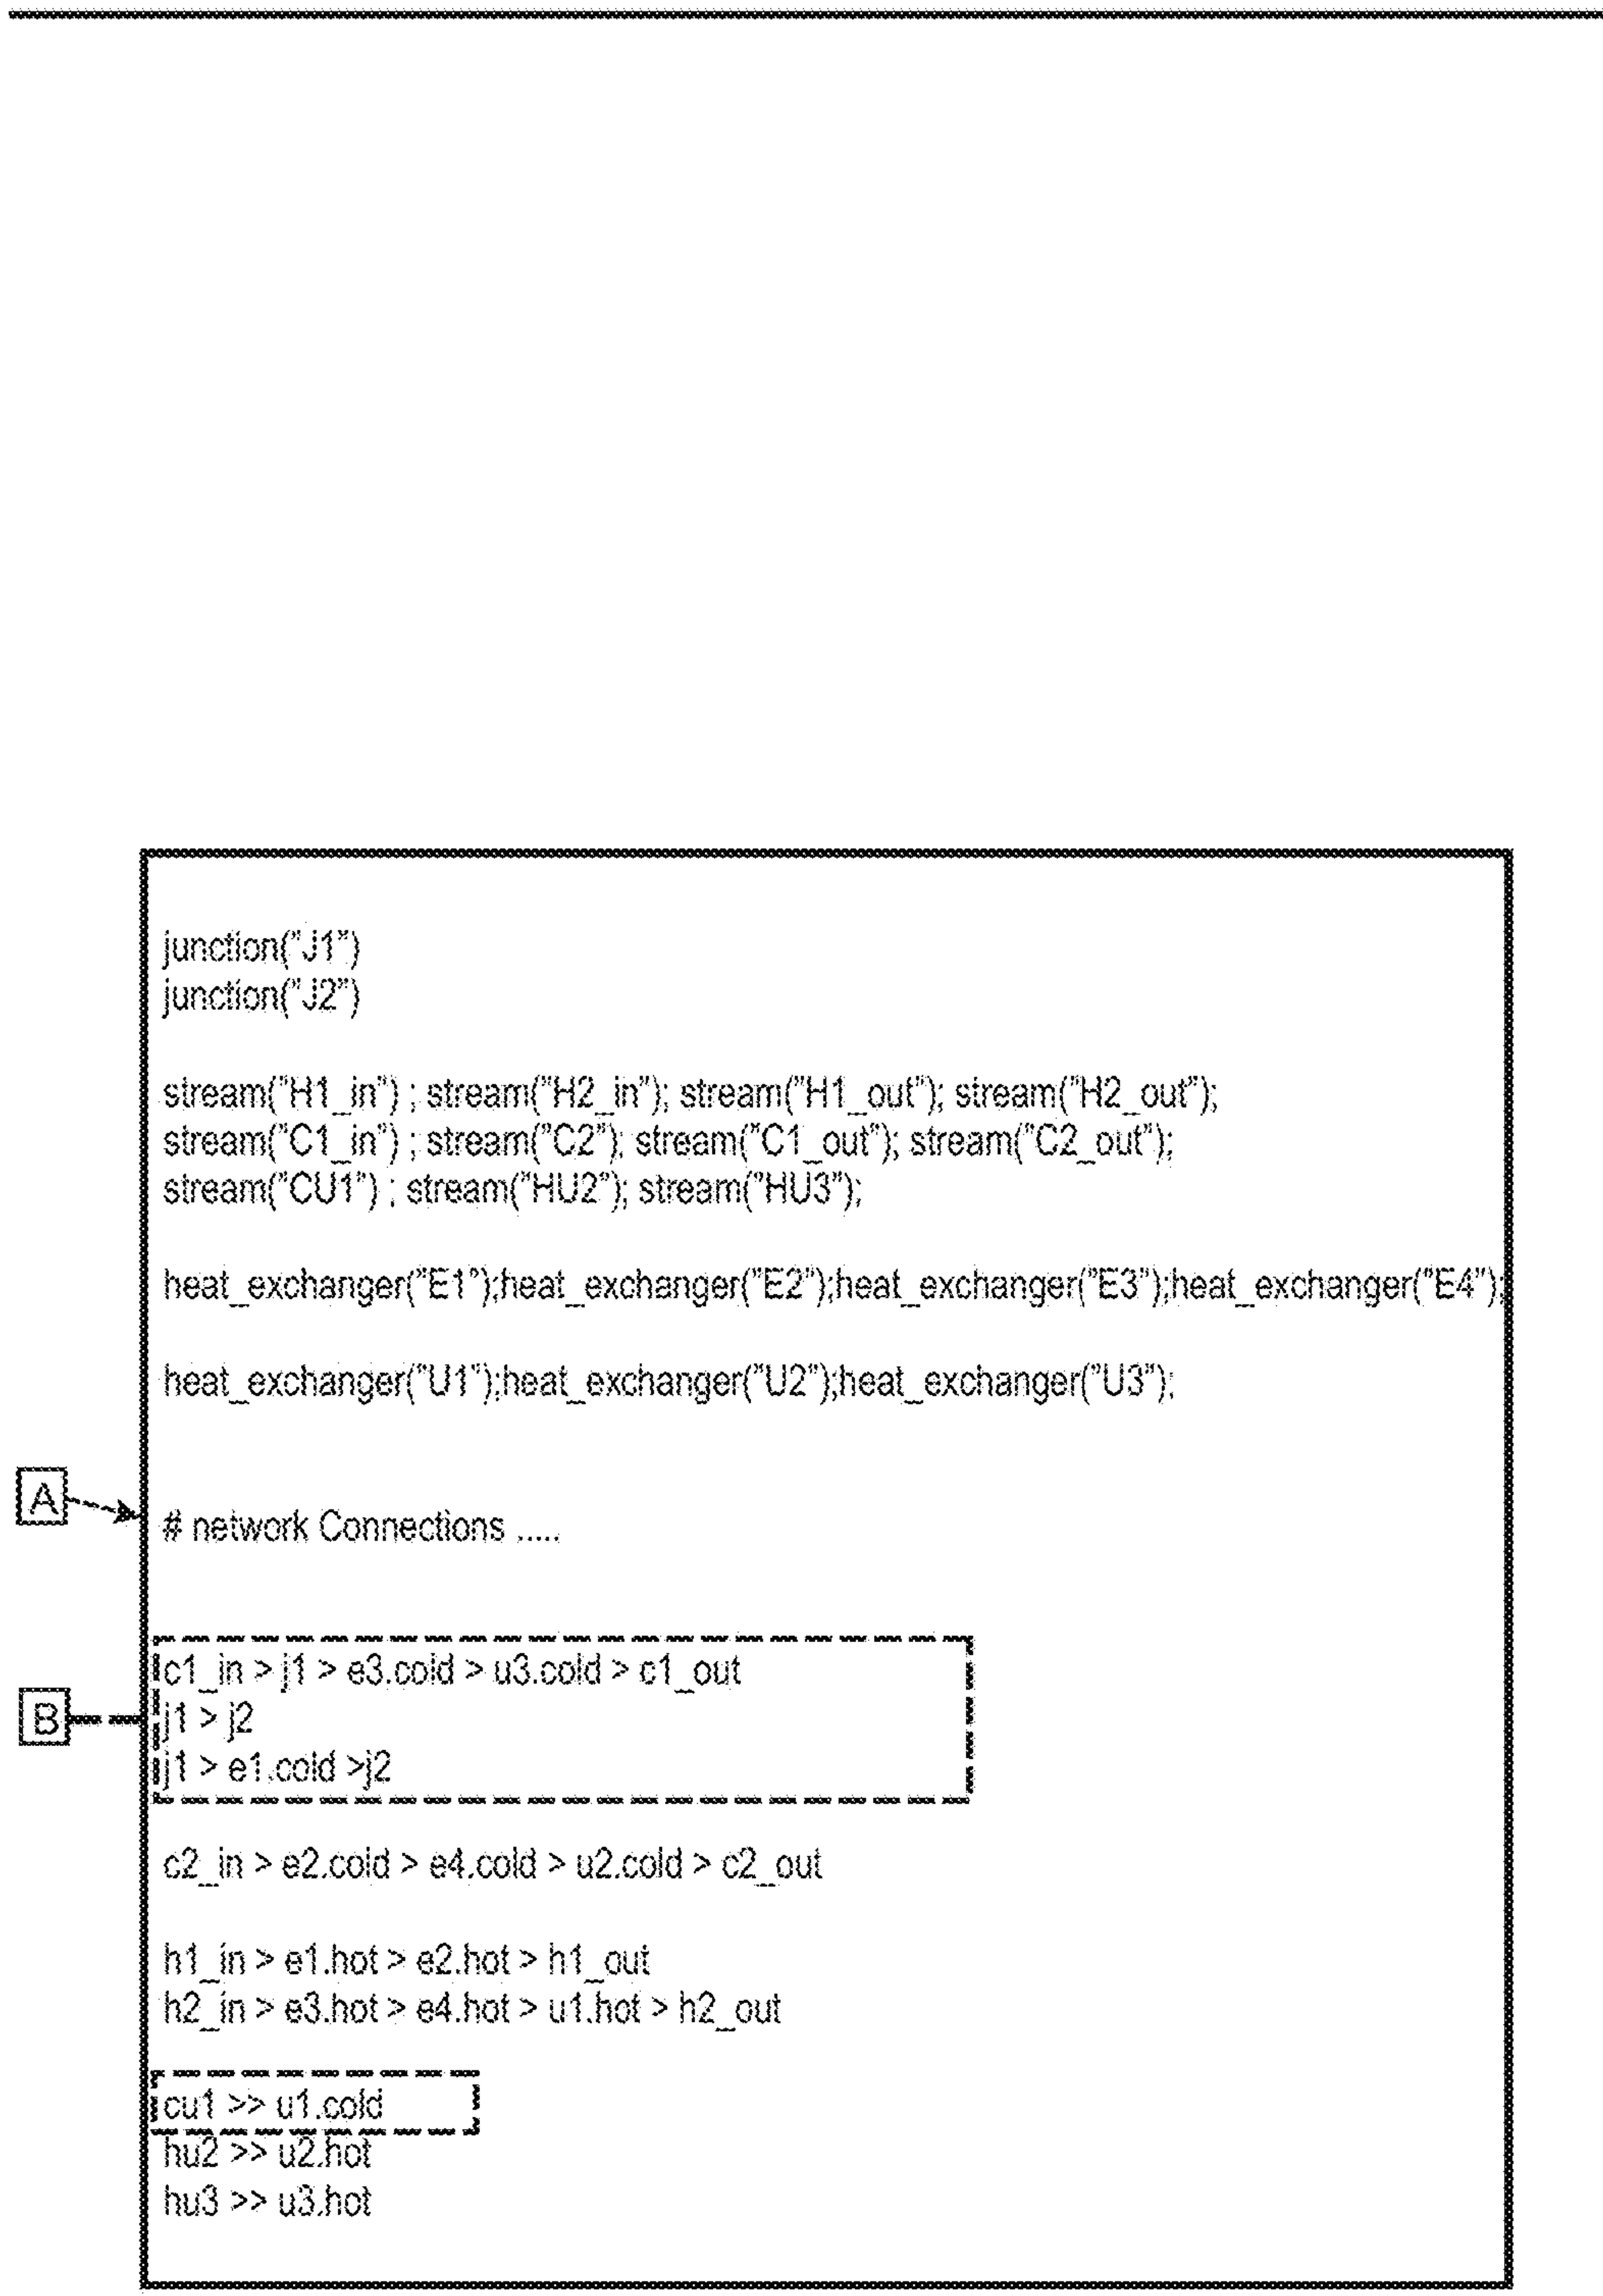 junction("J1")
junction("J2")
stream("H1_in") ; stream("H2_in"); stream("H1_out"); stream("H2_out");
stream("C1_in") ; stream("C2"); stream("C1_out"); stream("C2_out");
stream("CU1") ; stream("HU2"); stream("HU3");
heat_exchanger("E1");heat_exchanger("E2");heat_exchanger("E3");heat_exchanger("E4");
heat_exchanger("U1");heat_exchanger("U2");heat_exchanger("U3");
A
# network Connections .....
c1_in > j1 > e3.cold > u3.cold > c1_out
B
j1 > j2
j1 > e1.cold >j2
c2_in > e2.cold > e4.cold > u2.cold > c2_out
h1_in > e1.hot > e2.hot > h1_out
h2_in > e3.hot > e4.hot > u1.hot > h2_out
cu1 >> u1.cold
hu2 >> u2.hot
hu3 >> u3.hot